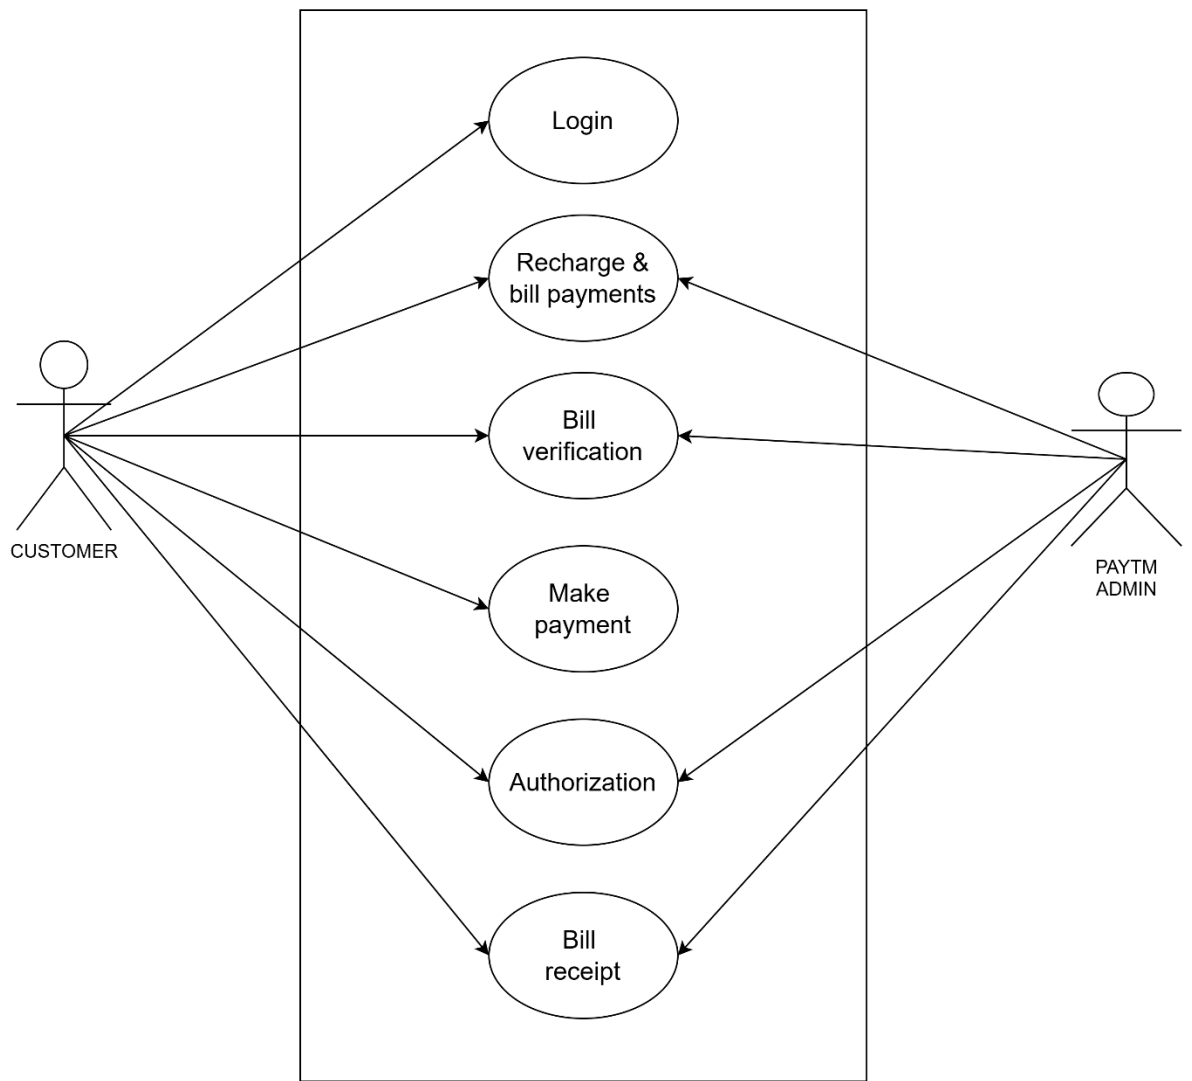 Login
Recharge &
bill payments
Bill
verification
CUSTOMER
PAYTM
ADMIN
Make
payment
Authorization
Bill
receipt